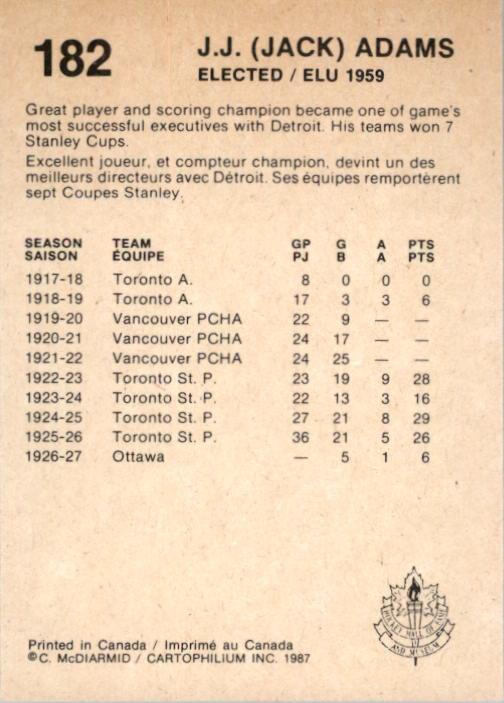 182
J.J. (JACK) ADAMS
ELECTED / ELU 1959
Great player and scoring champion became one of game's
most successful executives with Detroit. His teams won 7
Stanley Cups.
Excellent joueur, et compteur champion, devint un des
meilleurs directeurs avec Détroit. Ses équipes remportèrent
sept Coupes Stanley.
SEASON TEAM GP G A PTS
SAISON ÉQUIPE PJ B A PTS
1917-18 Toronto A. 8 0 0 0
1918-19 Toronto A. 17 3 3 6
1919-20 Vancouver PCHA 22 9 — —
1920-21 Vancouver PCHA 24 17 — —
1921-22 Vancouver PCHA 24 25 — —
1922-23 Toronto St. P. 23 19 9 28
1923-24 Toronto St. P. 22 13 3 16
1924-25 Toronto St. P. 27 21 8 29
1925-26 Toronto St. P. 36 21 5 26
1926-27 Ottawa — 5 1 6
HOCKEY HALL OF FAME
AND MUSEUM
Printed in Canada / Imprimé au Canada
©C. McDIARMID / CARTOPHILIUM INC. 1987